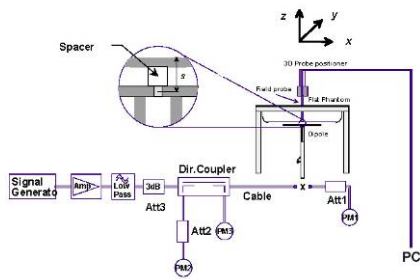 z
y
x
Spacer
s
3D Probe positioner
Field probe
Flat Phantom
Dipole
Signal
Generato
Amp
Low
Pass
3dB
Att3
Dir.Coupler
Cable
x
Att1
PM1
Att2
PM3
PM2
PC